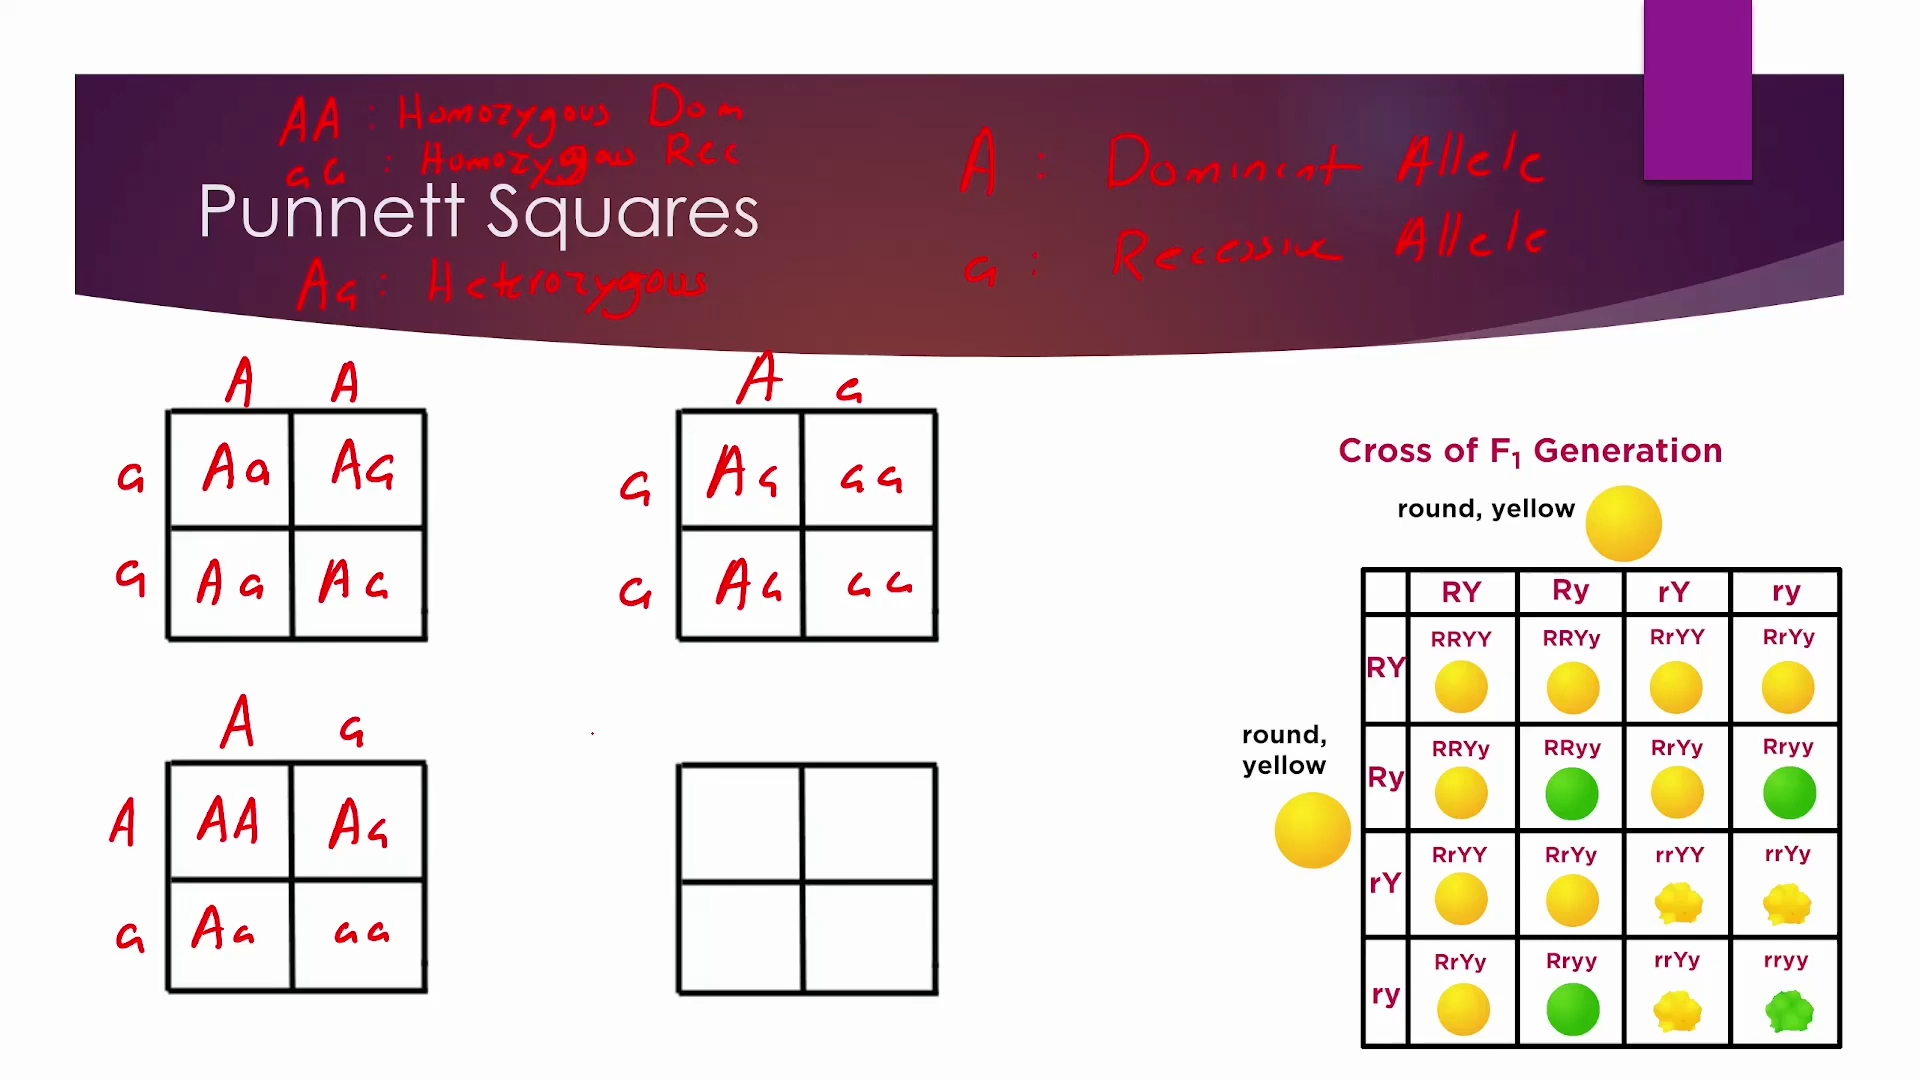 AA : Homozygous Dom
aa : Homozygous Rec
Punnett Squares
Aa : Heterozygous
A : Dominant Allele
a : Recessive Allele
A A
a Aa Aa
a Aa Aa
A a
a Aa aa
a Aa aa
A a
A AA Aa
a Aa aa
Cross of F₁ Generation
round, yellow
round,
yellow
RY Ry rY ry
RY RRYY RRYy RrYY RrYy
Ry RRYy RRyy RrYy Rryy
rY RrYY RrYy rrYY rrYy
ry RrYy Rryy rrYy rryy